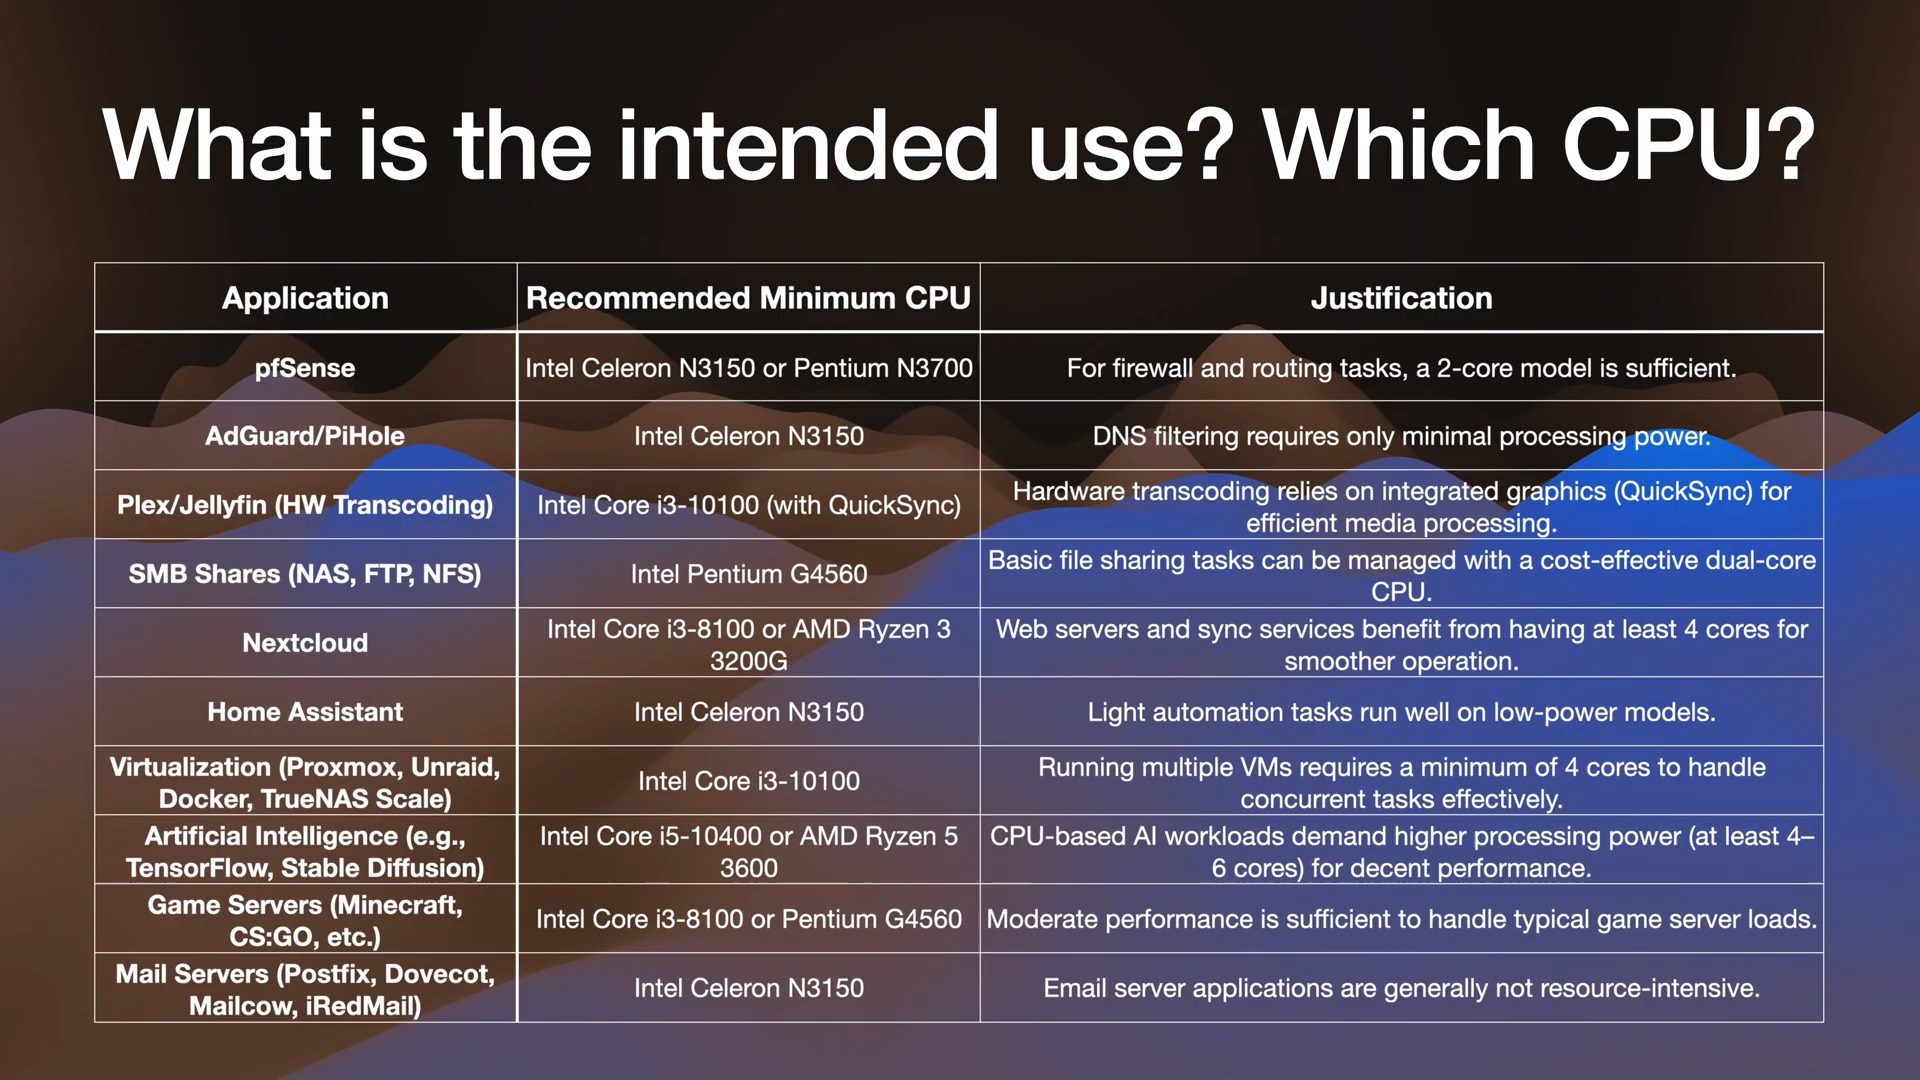 What is the intended use? Which CPU?
Application
Recommended Minimum CPU
Justification
pfSense
Intel Celeron N3150 or Pentium N3700
For firewall and routing tasks, a 2-core model is sufficient.
AdGuard/PiHole
Intel Celeron N3150
DNS filtering requires only minimal processing power.
Plex/Jellyfin (HW Transcoding)
Intel Core i3-10100 (with QuickSync)
Hardware transcoding relies on integrated graphics (QuickSync) for
efficient media processing.
SMB Shares (NAS, FTP, NFS)
Intel Pentium G4560
Basic file sharing tasks can be managed with a cost-effective dual-core
CPU.
Nextcloud
Intel Core i3-8100 or AMD Ryzen 3
3200G
Web servers and sync services benefit from having at least 4 cores for
smoother operation.
Home Assistant
Intel Celeron N3150
Light automation tasks run well on low-power models.
Virtualization (Proxmox, Unraid,
Docker, TrueNAS Scale)
Intel Core i3-10100
Running multiple VMs requires a minimum of 4 cores to handle
concurrent tasks effectively.
Artificial Intelligence (e.g.,
TensorFlow, Stable Diffusion)
Intel Core i5-10400 or AMD Ryzen 5
3600
CPU-based AI workloads demand higher processing power (at least 4–
6 cores) for decent performance.
Game Servers (Minecraft,
CS:GO, etc.)
Intel Core i3-8100 or Pentium G4560
Moderate performance is sufficient to handle typical game server loads.
Mail Servers (Postfix, Dovecot,
Mailcow, iRedMail)
Intel Celeron N3150
Email server applications are generally not resource-intensive.